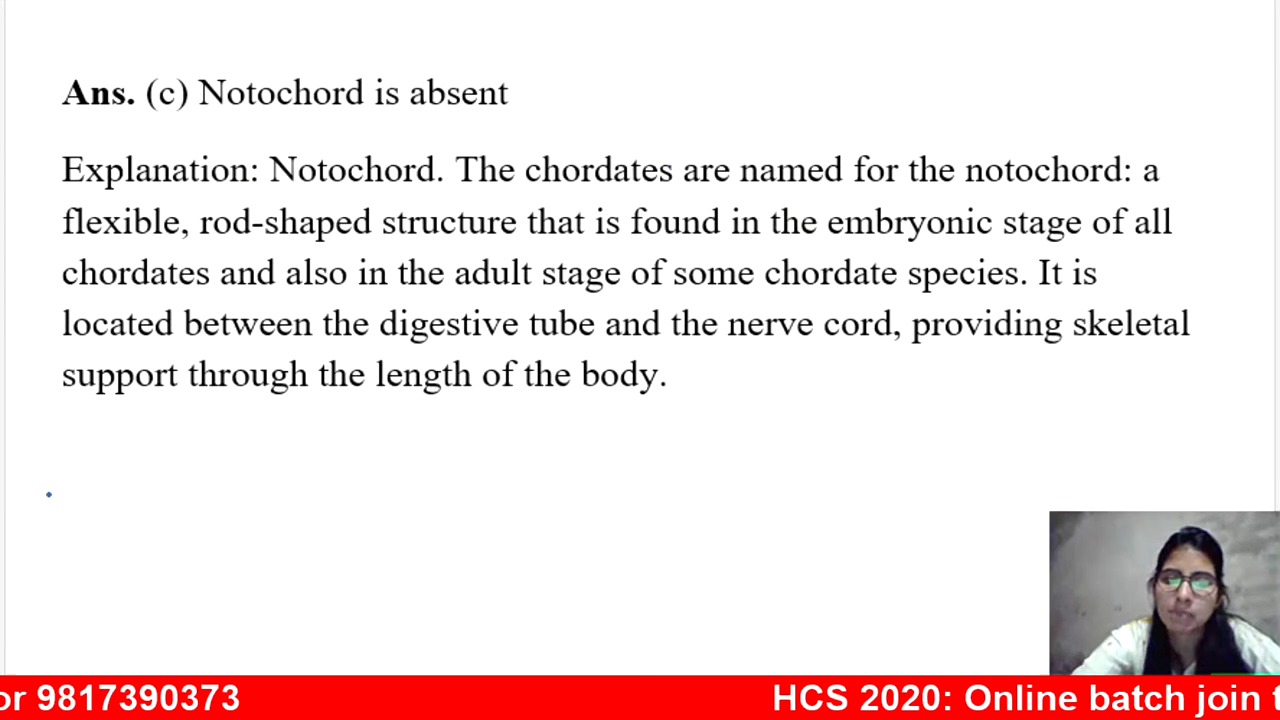 Ans. (c) Notochord is absent
Explanation: Notochord. The chordates are named for the notochord: a
flexible, rod-shaped structure that is found in the embryonic stage of all
chordates and also in the adult stage of some chordate species. It is
located between the digestive tube and the nerve cord, providing skeletal
support through the length of the body.
or 9817390373 HCS 2020: Online batch join t